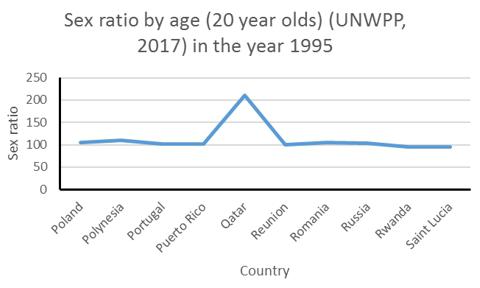 Sex ratio by age (20 year olds) (UNWPP,
2017) in the year 1995
250
200
150
100
50
0
Sex ratio
Poland
Polynesia
Portugal
Puerto Rico
Qatar
Reunion
Romania
Russia
Rwanda
Saint Lucia
Country